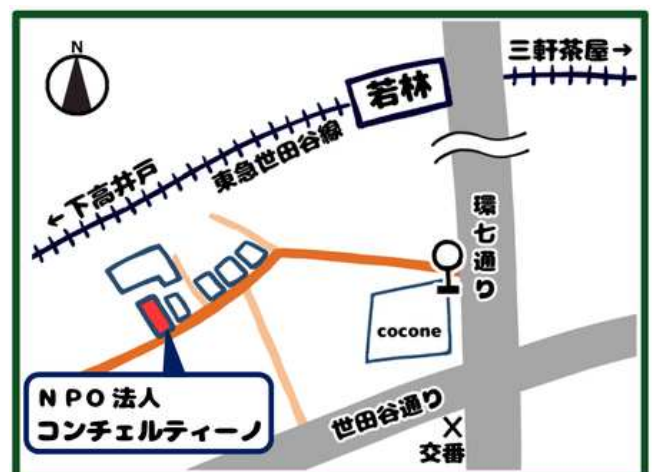 N
三軒茶屋→
若林
東急世田谷線
←下高井戸
環七通り
cocone
NPO法人
コンチェルティーノ
世田谷通り
交番